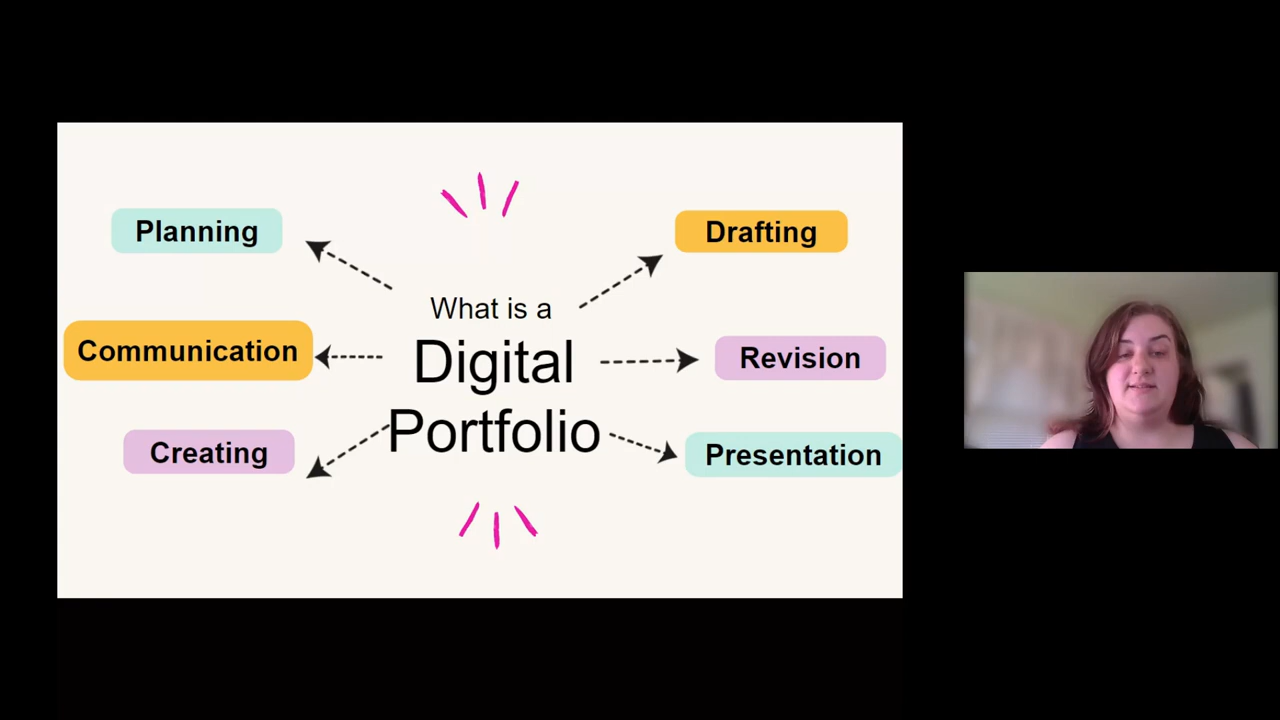 Planning
Drafting
What is a
Digital
Portfolio
Communication
Revision
Creating
Presentation